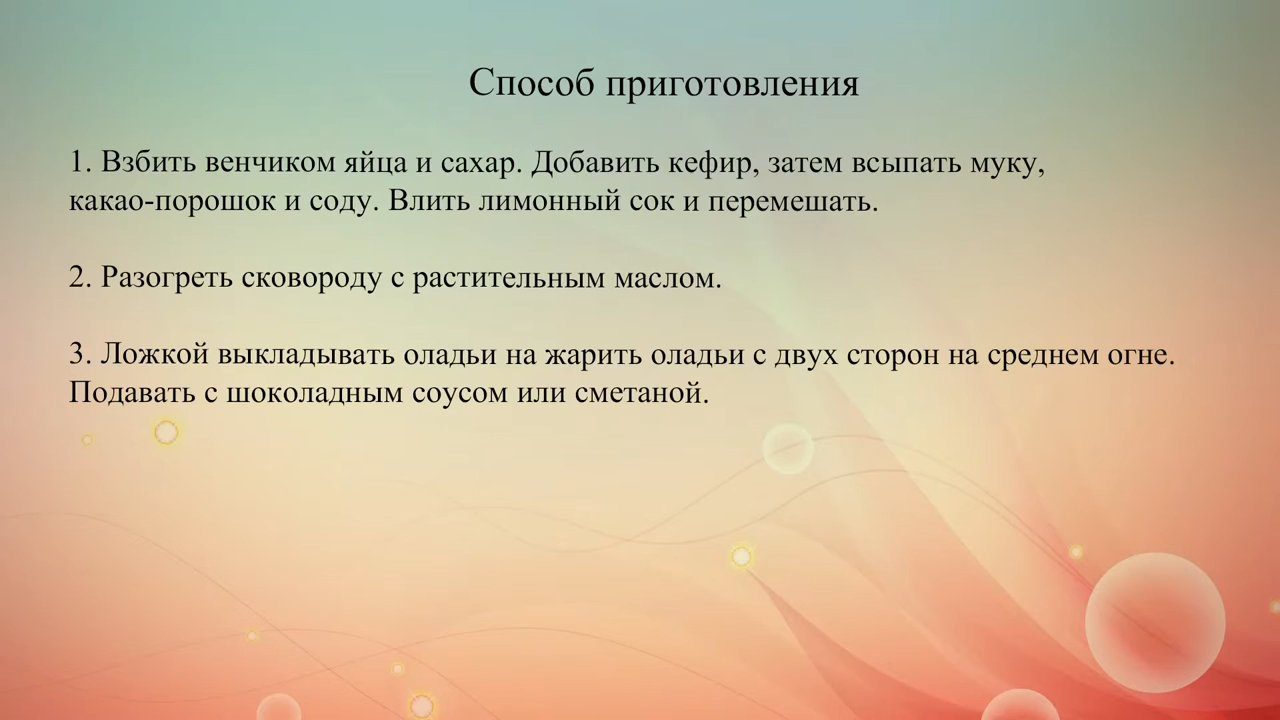 Способ приготовления
1. Взбить венчиком яйца и сахар. Добавить кефир, затем всыпать муку,
какао-порошок и соду. Влить лимонный сок и перемешать.
2. Разогреть сковороду с растительным маслом.
3. Ложкой выкладывать оладьи на жарить оладьи с двух сторон на среднем огне.
Подавать с шоколадным соусом или сметаной.